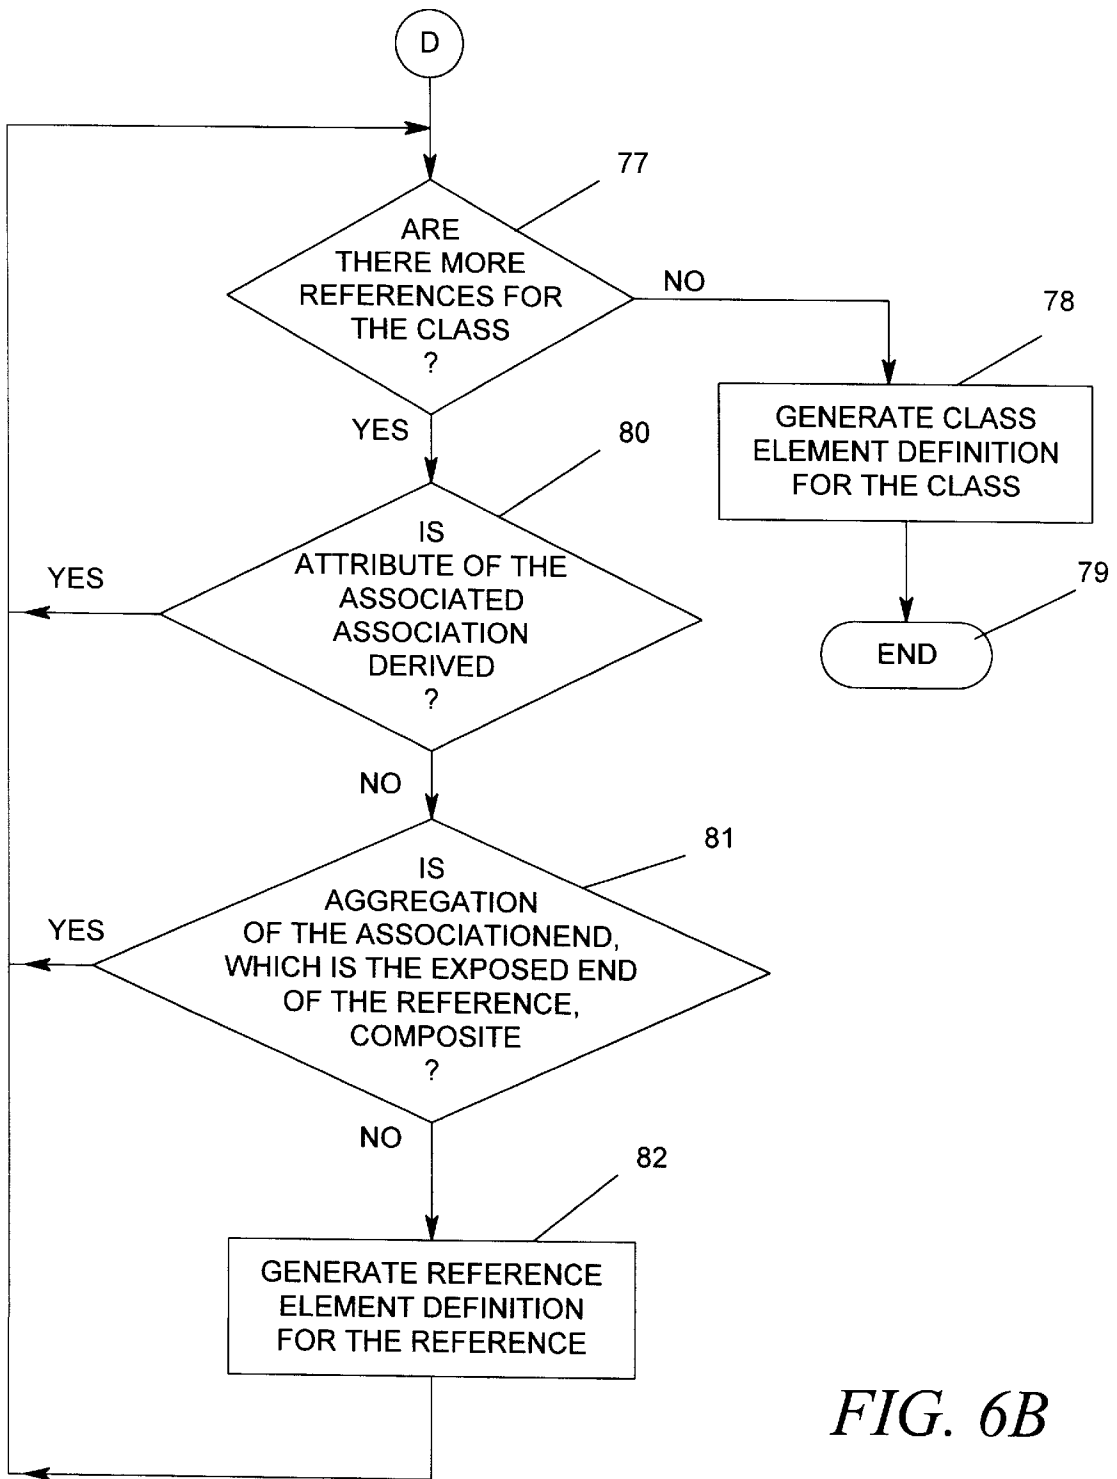 D
77
ARE
THERE MORE
REFERENCES FOR
THE CLASS
?
NO
78
GENERATE CLASS
ELEMENT DEFINITION
FOR THE CLASS
YES
80
IS
ATTRIBUTE OF THE
ASSOCIATED
ASSOCIATION
DERIVED
?
YES
79
END
NO
81
IS
AGGREGATION
OF THE ASSOCIATIONEND,
WHICH IS THE EXPOSED END
OF THE REFERENCE,
COMPOSITE
?
YES
NO
82
GENERATE REFERENCE
ELEMENT DEFINITION
FOR THE REFERENCE
FIG. 6B